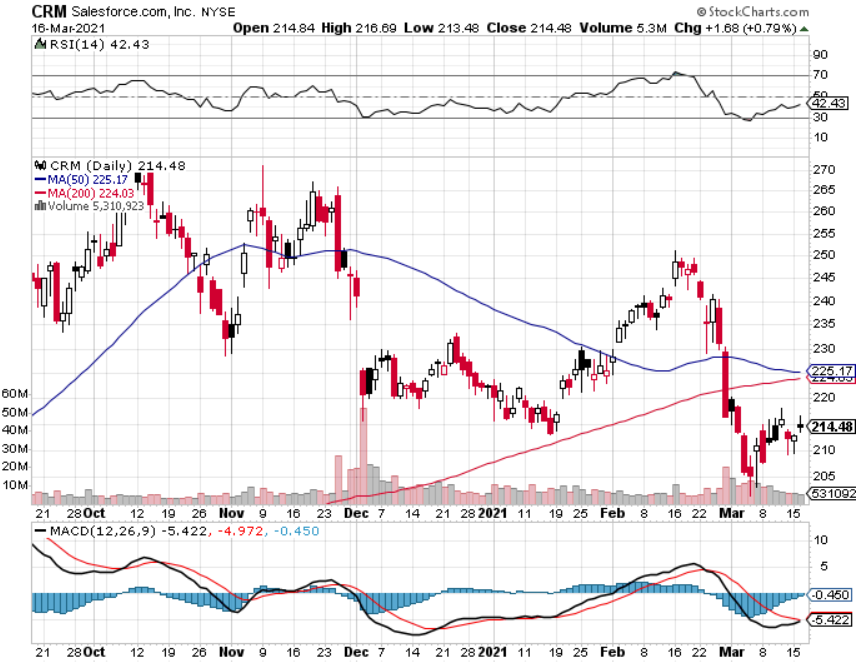 CRM Salesforce.com, Inc. NYSE © StockCharts.com
16-Mar-2021 Open 214.84 High 216.69 Low 213.48 Close 214.48 Volume 5.3M Chg +1.68 (+0.79%)
RSI(14) 42.43
90
70
50
42.43
30
10
CRM (Daily) 214.48
MA(50) 225.17
MA(200) 224.03
Volume 5,310,923
270
265
260
255
250
245
240
235
230
225.17
224.03
220
214.48
210
205
531092
60M
50M
40M
30M
20M
10M
21 28 Oct 12 19 26 Nov 9 16 23 Dec 7 14 21 28 2021 11 19 25 Feb 8 16 22 Mar 8 15
MACD(12,26,9) -5.422, -4.972, -0.450
10
5
-0.450
-5.422
21 28 Oct 12 19 26 Nov 9 16 23 Dec 7 14 21 28 2021 11 19 25 Feb 8 16 22 Mar 8 15